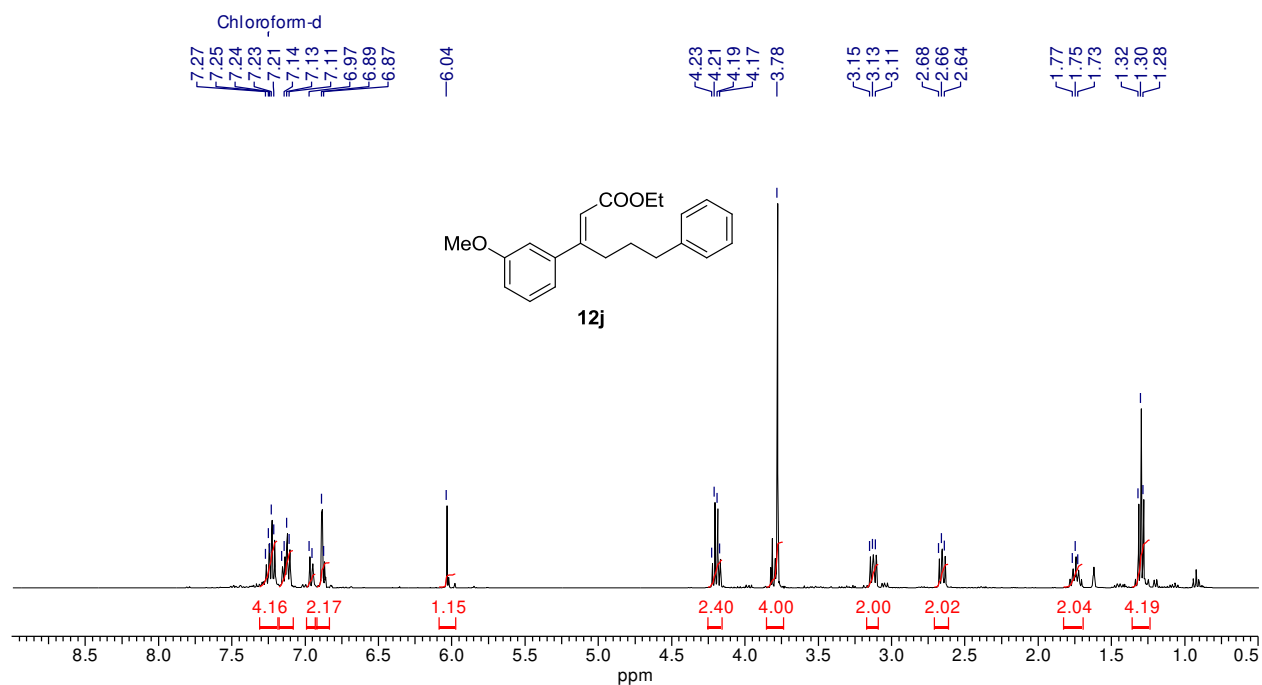 Chloroform-d
7.27 7.25 7.24 7.23 7.21 7.14 7.13 7.11 6.97 6.89 6.87 6.04 4.23 4.21 4.19 4.17 3.78 3.15 3.13 3.11 2.68 2.66 2.64 1.77 1.75 1.73 1.32 1.30 1.28
COOEt
MeO
12j
4.16 2.17 1.15 2.40 4.00 2.00 2.02 2.04 4.19
8.5 8.0 7.5 7.0 6.5 6.0 5.5 5.0 4.5 4.0 3.5 3.0 2.5 2.0 1.5 1.0 0.5
ppm